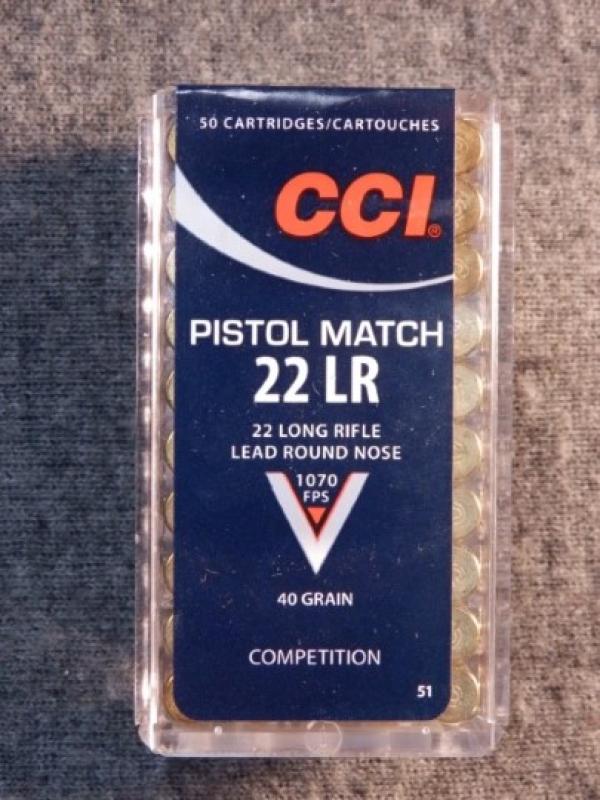 50 CARTRIDGES/CARTOUCHES
CCI®
PISTOL MATCH
22 LR
22 LONG RIFLE
LEAD ROUND NOSE
1070
FPS
40 GRAIN
COMPETITION
51